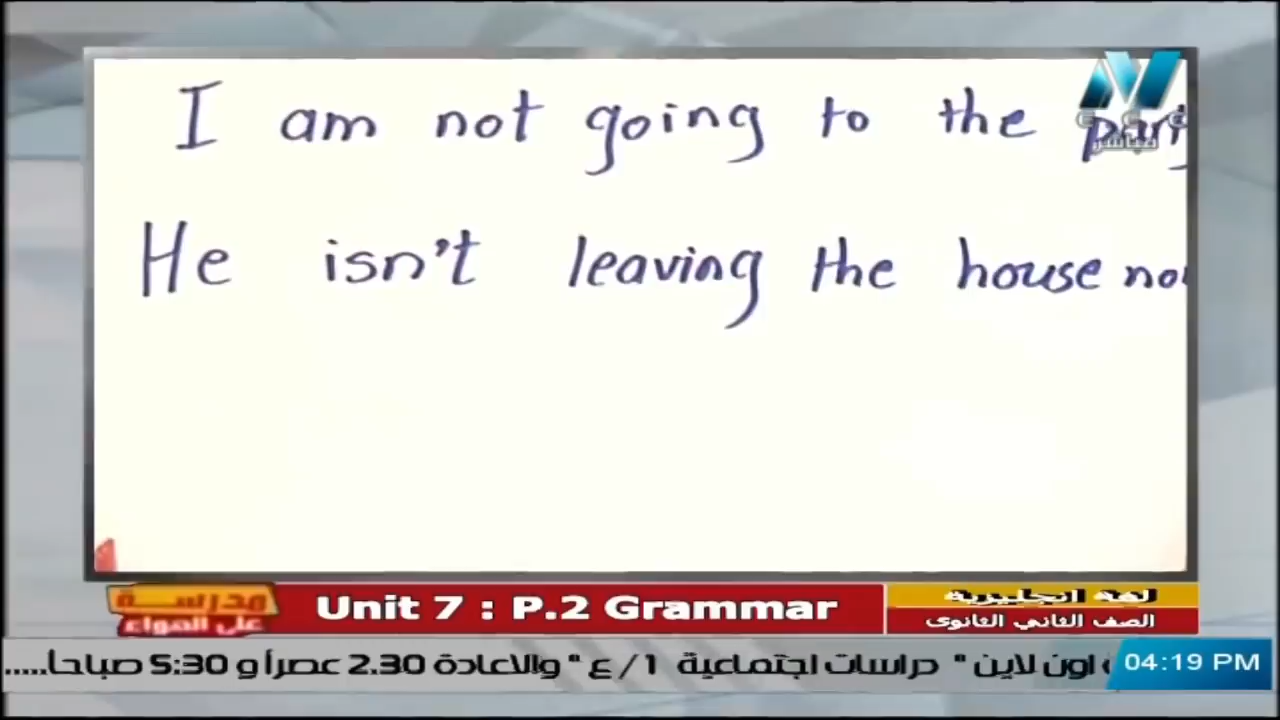 I am not going to the
He isn't leaving the house
مدرسة
على الهواء
Unit 7 : P.2 Grammar
لغة انجليزية
الصف الثاني الثانوى
اون لاين " دراسات اجتماعية 1/ع " والاعادة 2.30 عصراً و 5:30 صباحاً.....
04:19 PM